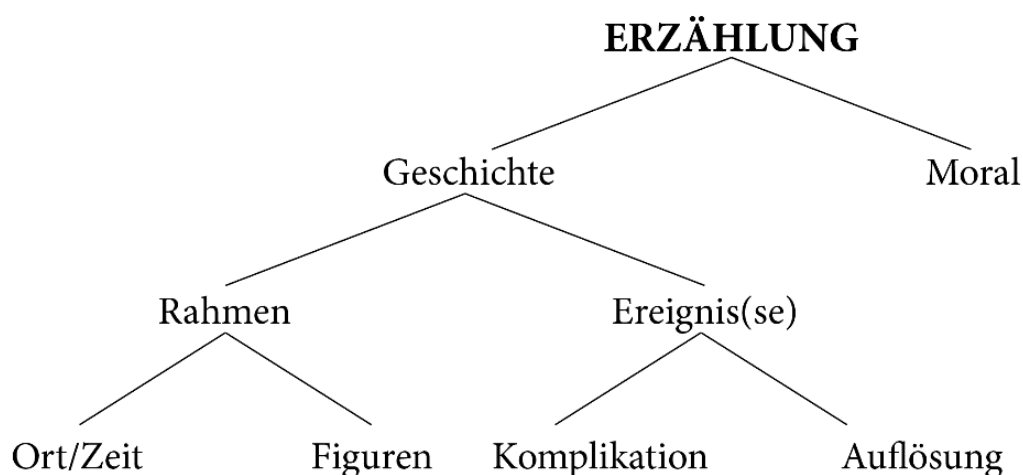 ERZÄHLUNG
Geschichte Moral
Rahmen Ereignis(se)
Ort/Zeit Figuren Komplikation Auflösung